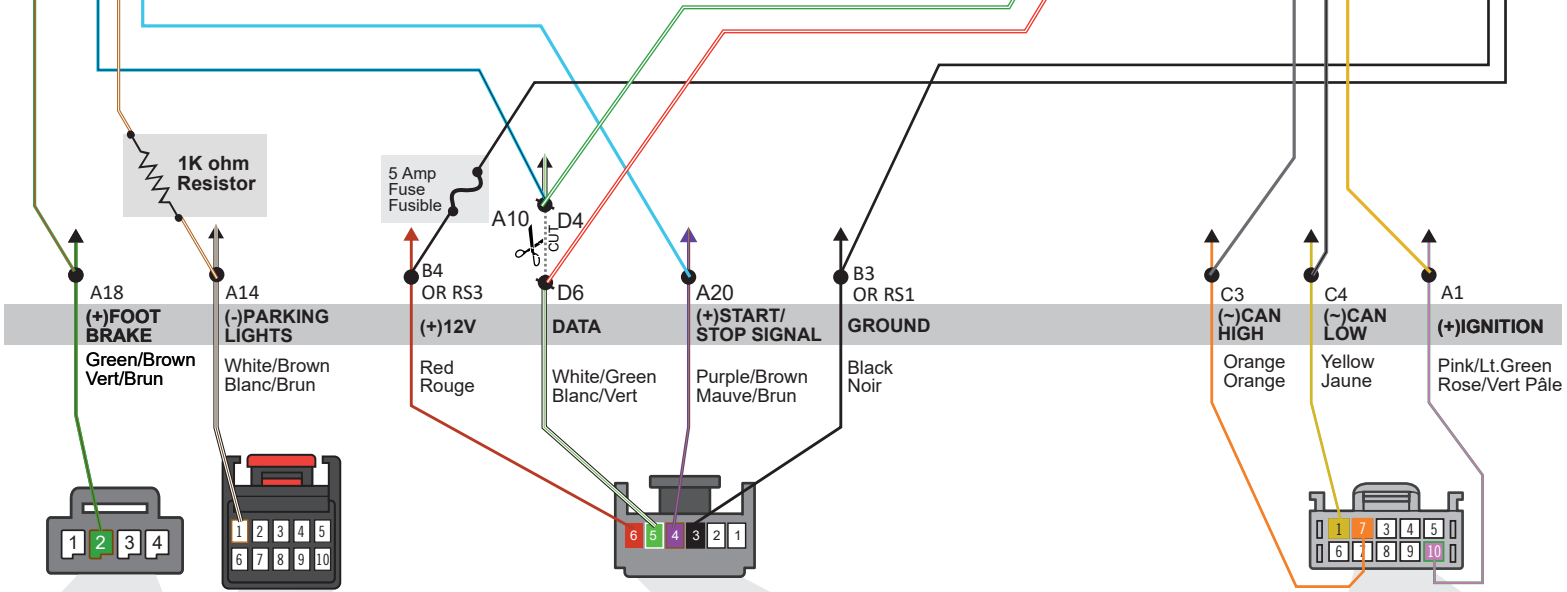 1K ohm
Resistor
5 Amp
Fuse
Fusible
A10
D4
CUT
A18
(+)FOOT
BRAKE
Green/Brown
Vert/Brun
A14
(-)PARKING
LIGHTS
White/Brown
Blanc/Brun
B4
OR RS3
(+)12V
Red
Rouge
D6
DATA
White/Green
Blanc/Vert
A20
(+)START/
STOP SIGNAL
Purple/Brown
Mauve/Brun
B3
OR RS1
GROUND
Black
Noir
C3
(~)CAN
HIGH
Orange
Orange
C4
(~)CAN
LOW
Yellow
Jaune
A1
(+)IGNITION
Pink/Lt.Green
Rose/Vert Pâle
1 2 3 4
1 2 3 4 5
6 7 8 9 10
6 5 4 3 2 1
1 7 3 4 5
6 7 8 9 10